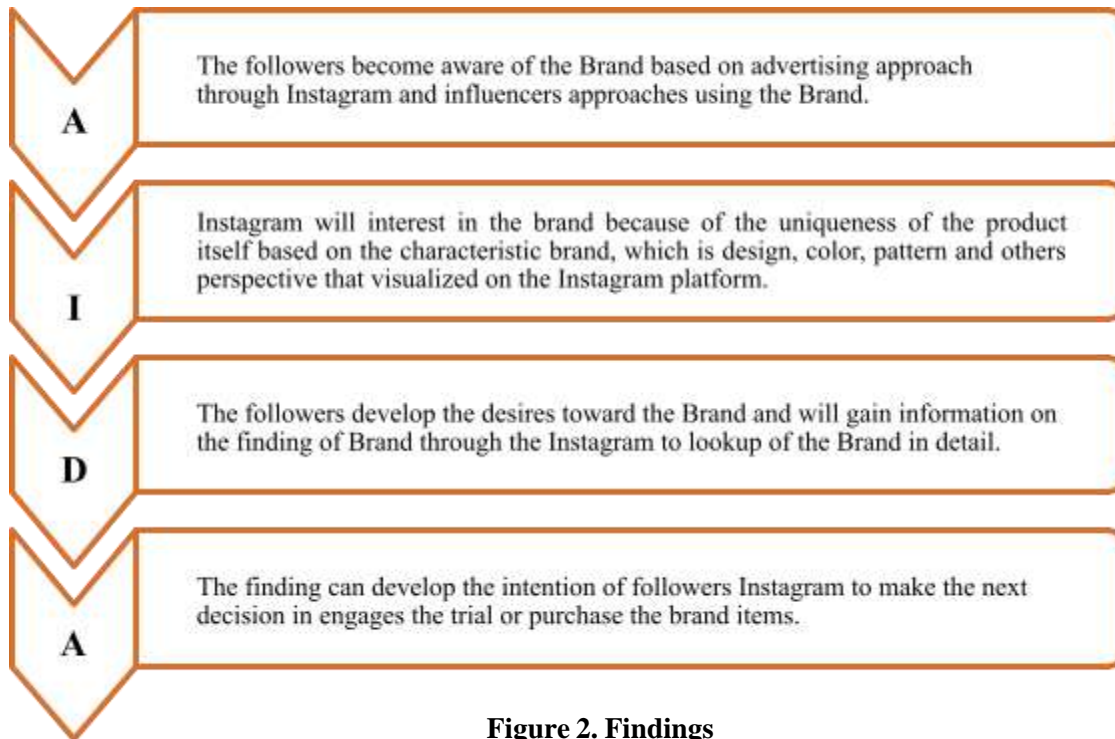 The followers become aware of the Brand based on advertising approach
through Instagram and influencers approaches using the Brand.
A
Instagram will interest in the brand because of the uniqueness of the product
itself based on the characteristic brand, which is design, color, pattern and others
perspective that visualized on the Instagram platform.
I
The followers develop the desires toward the Brand and will gain information on
the finding of Brand through the Instagram to lookup of the Brand in detail.
D
The finding can develop the intention of followers Instagram to make the next
decision in engages the trial or purchase the brand items.
A
Figure 2. Findings